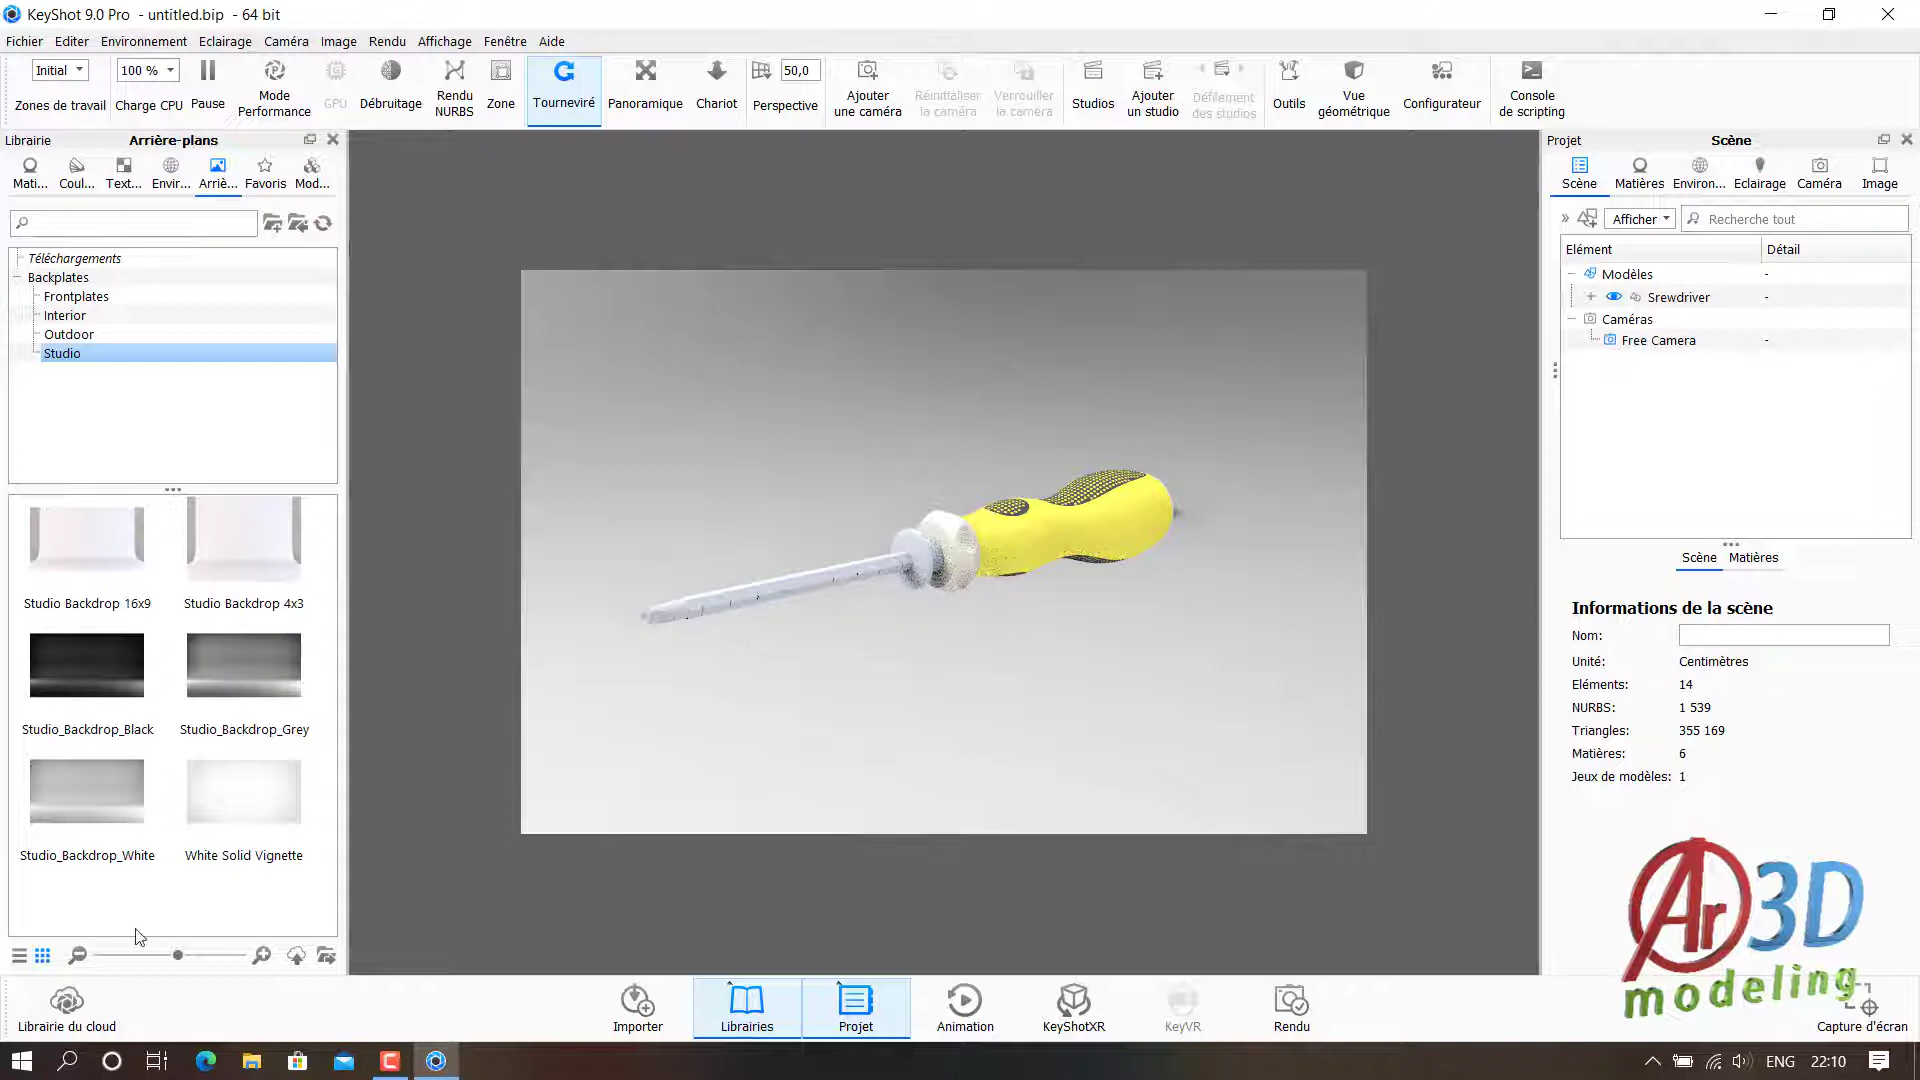 KeyShot 9.0 Pro - untitled.bip - 64 bit
Fichier Editer Environnement Eclairage Caméra Image Rendu Affichage Fenêtre Aide
Initial 100 % 50,0
Zones de travail Charge CPU Pause Mode Performance GPU Débruitage Rendu NURBS Zone Tourneviré Panoramique Chariot Perspective Ajouter une caméra Réinitialiser la caméra Verrouiller la caméra Studios Ajouter un studio Défilement des studios Outils Vue géométrique Configurateur Console de scripting
Librairie Arrière-plans
Mati... Coul... Text... Envir... Arriè... Favoris Mod...
Téléchargements
Backplates
Frontplates
Interior
Outdoor
Studio
Studio Backdrop 16x9 Studio Backdrop 4x3
Studio_Backdrop_Black Studio_Backdrop_Grey
Studio_Backdrop_White White Solid Vignette
Projet Scène
Scène Matières Environ... Eclairage Caméra Image
Afficher Recherche tout
Elément Détail
Modèles -
Srewdriver -
Caméras
Free Camera -
Scène Matières
Informations de la scène
Nom:
Unité: Centimètres
Eléments: 14
NURBS: 1 539
Triangles: 355 169
Matières: 6
Jeux de modèles: 1
Ar 3D
modeling
Librairie du cloud Importer Librairies Projet Animation KeyShotXR KeyVR Rendu Capture d'écran
ENG 22:10